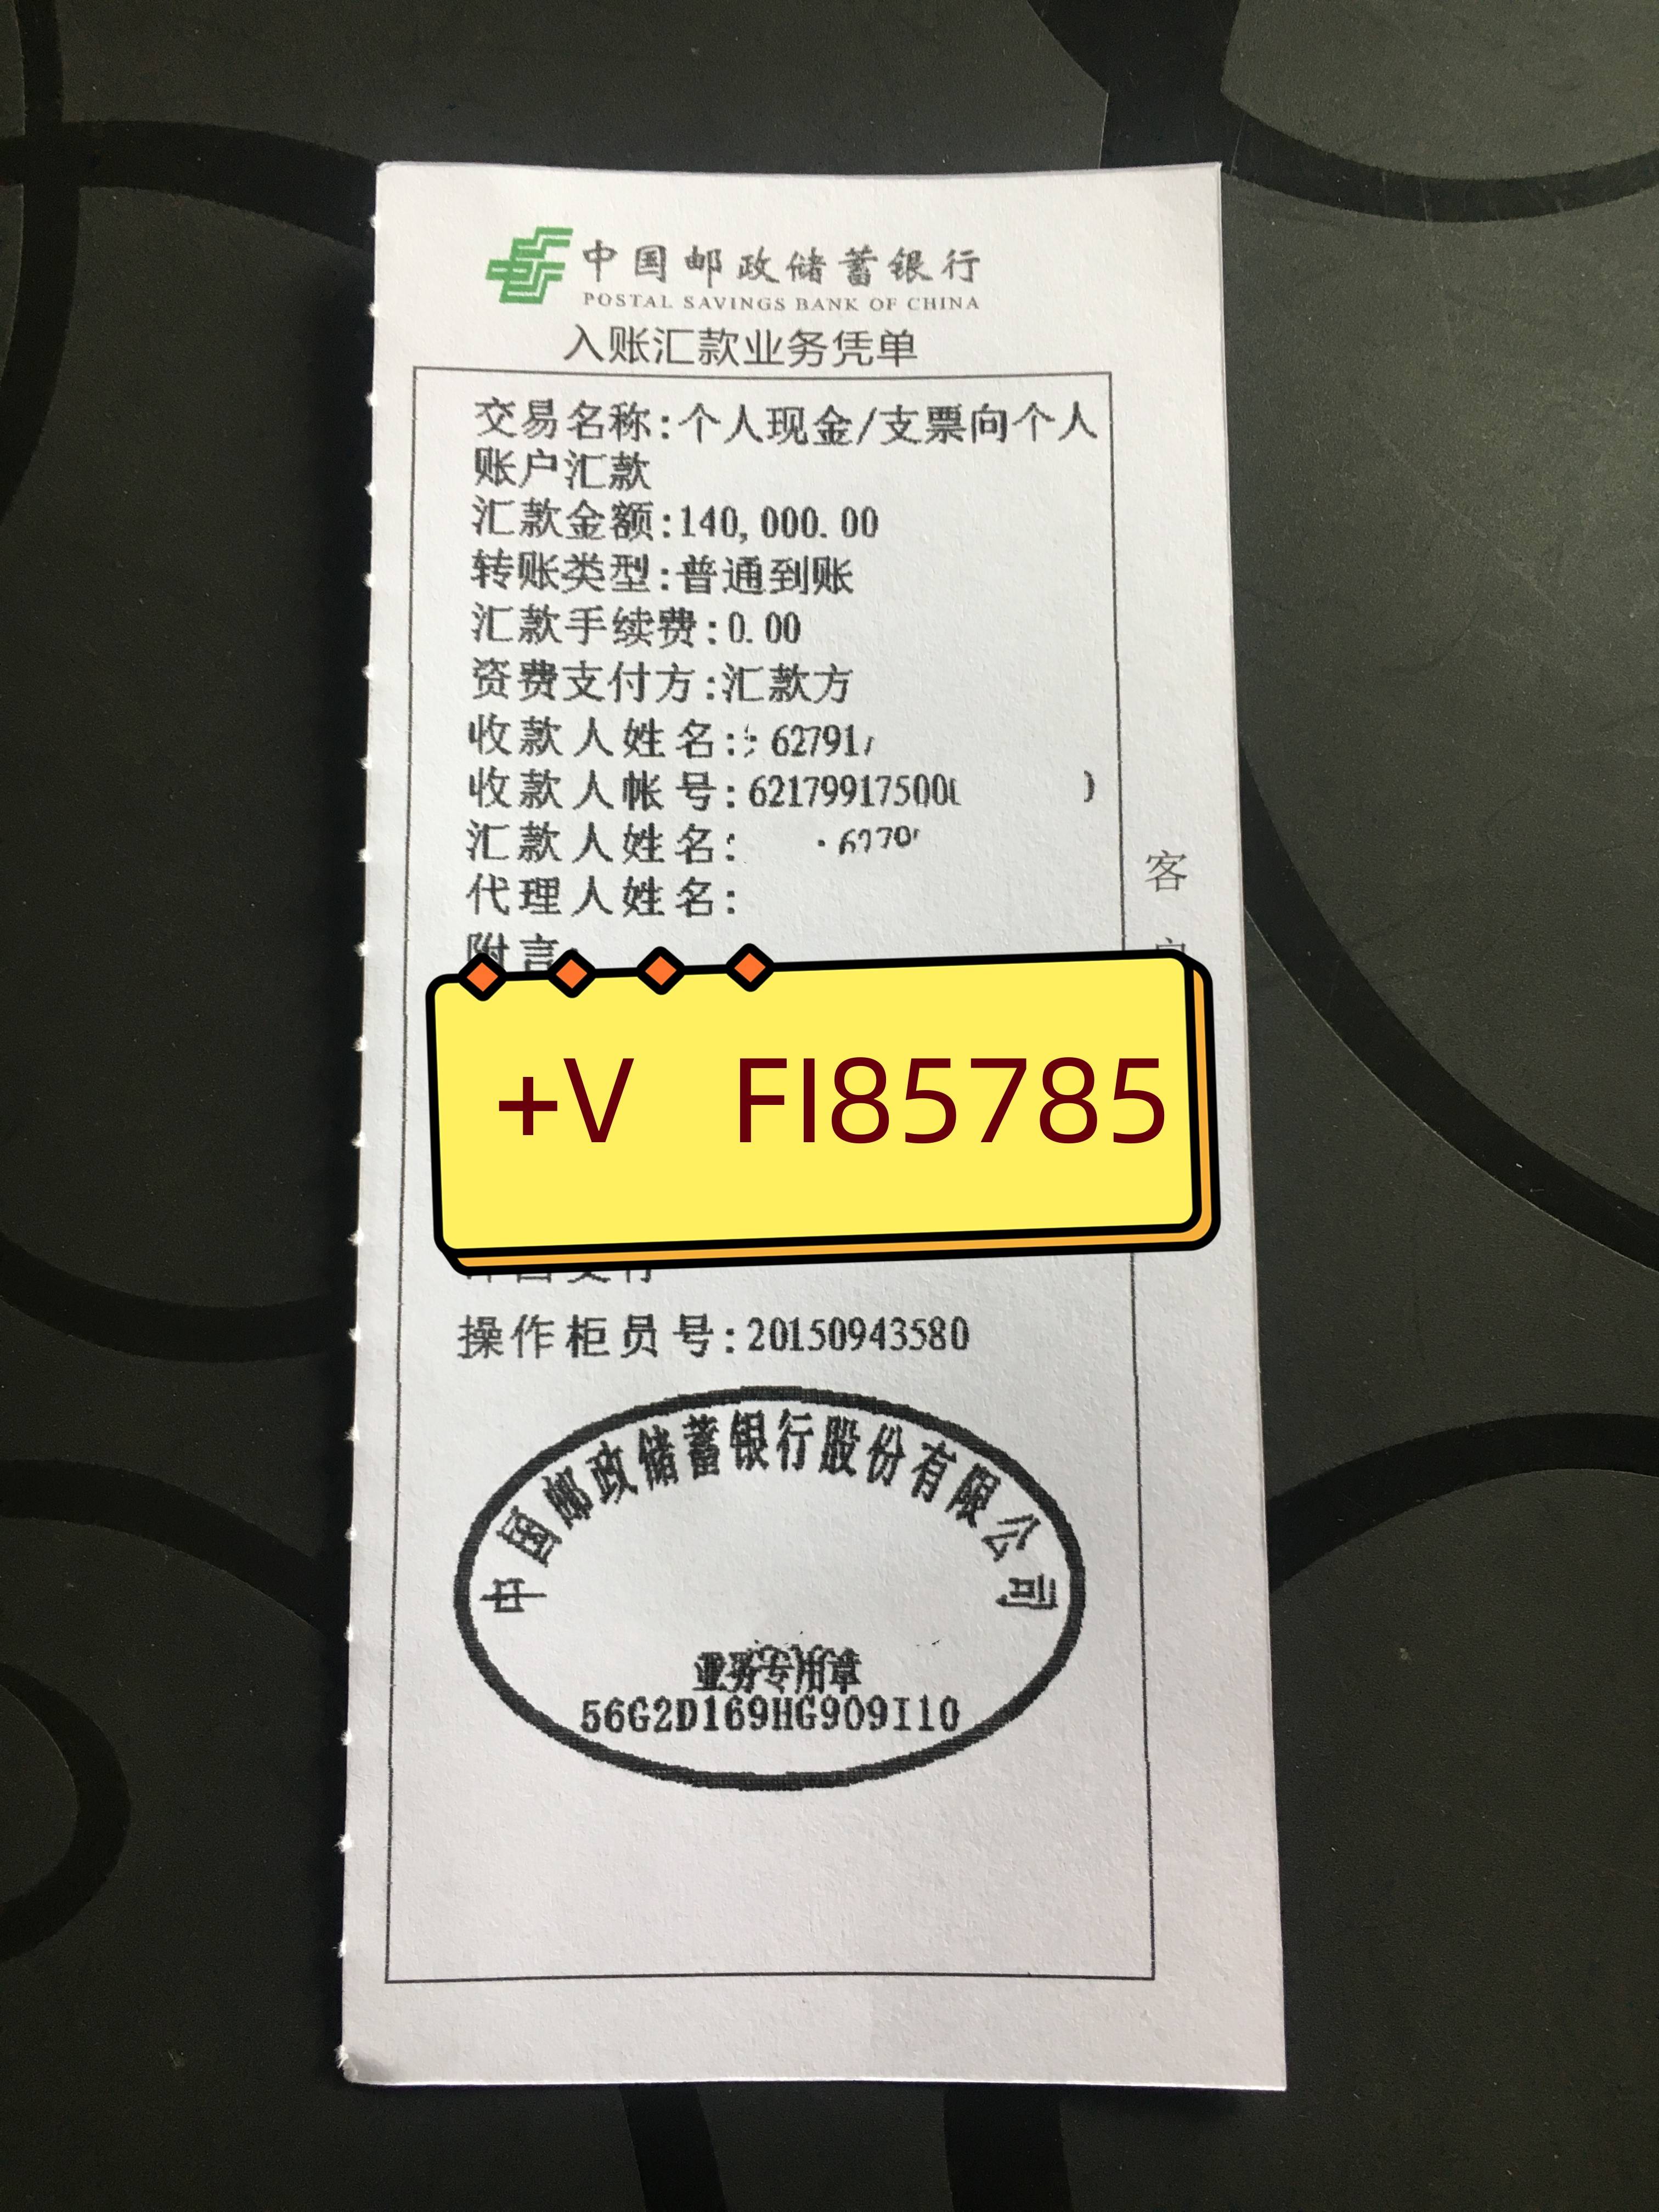 中国邮政储蓄银行
POSTAL SAVINGS BANK OF CHINA
入账汇款业务凭单
交易名称:个人现金/支票向个人
账户汇款
汇款金额:140,000.00
转账类型:普通到账
汇款手续费:0.00
资费支付方:汇款方
收款人姓名: 62791
收款人帐号:62179917500
汇款人姓名:
代理人姓名:
附言:
客
+V FI85785
操作柜员号:20150943580
中国邮政储蓄银行股份有限公司
业务专用章
56G2D169HG909I10